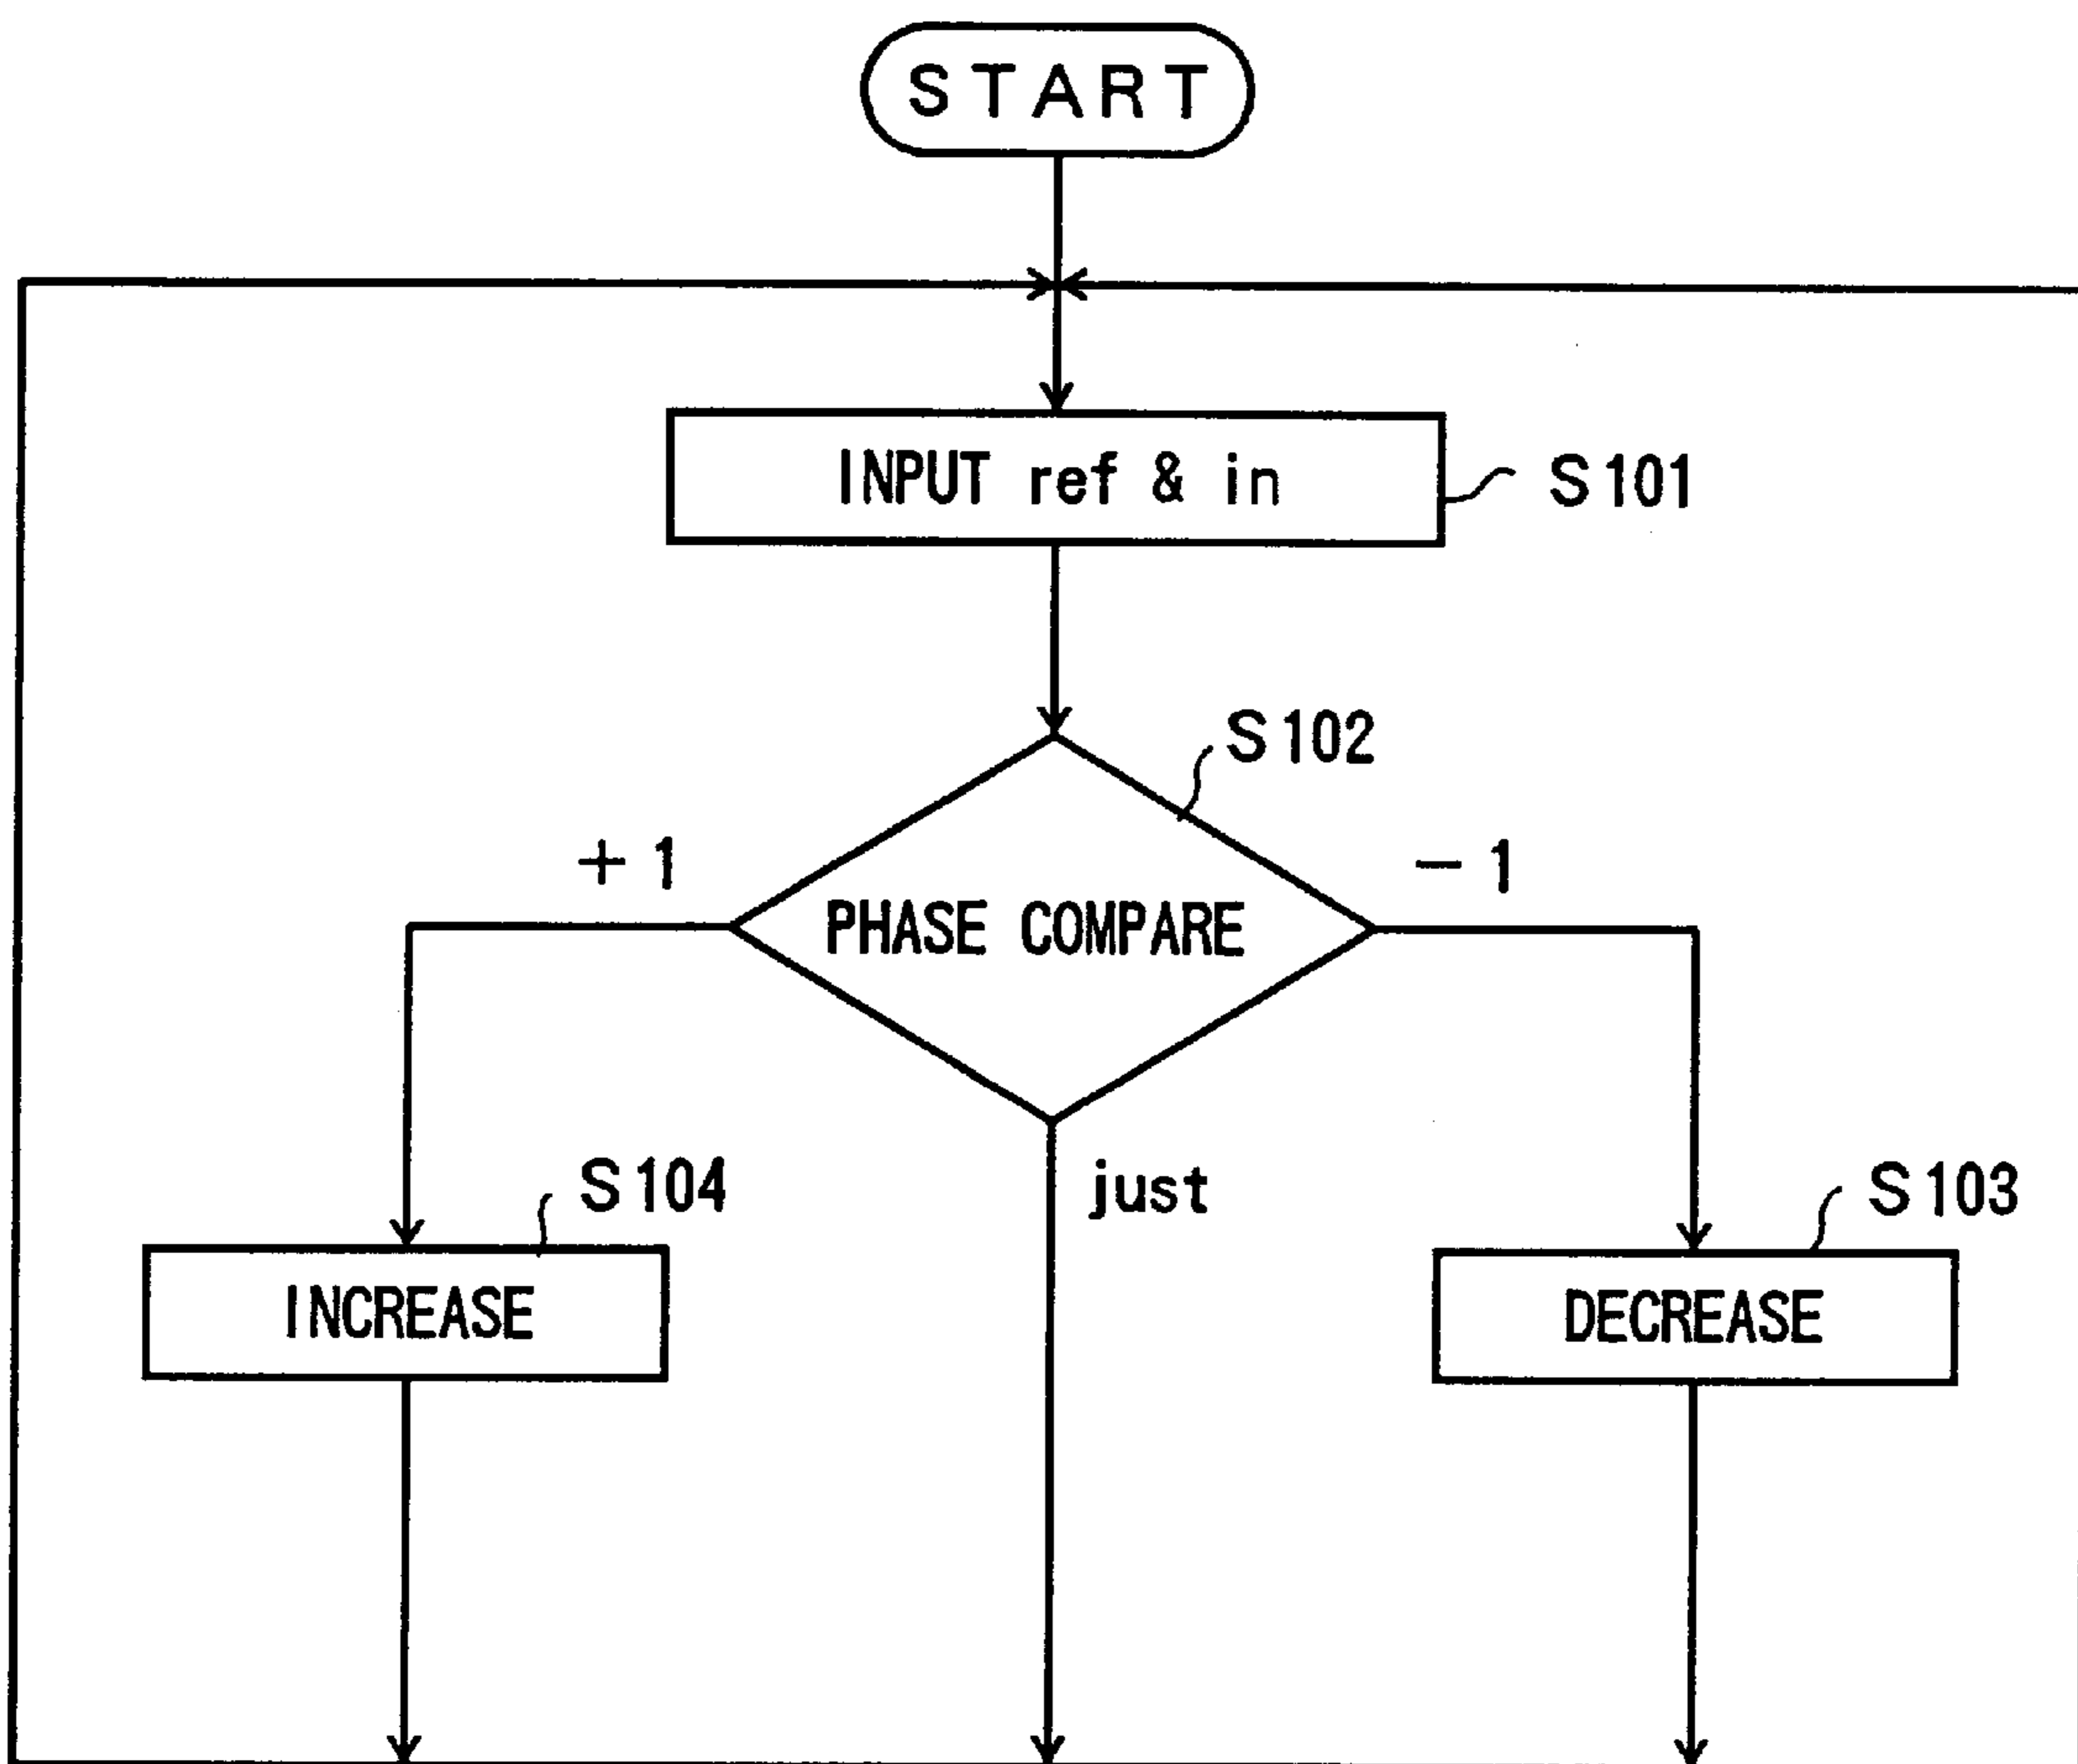 START
INPUT ref & in
S101
S102
+1
-1
PHASE COMPARE
S104
just
S103
INCREASE
DECREASE